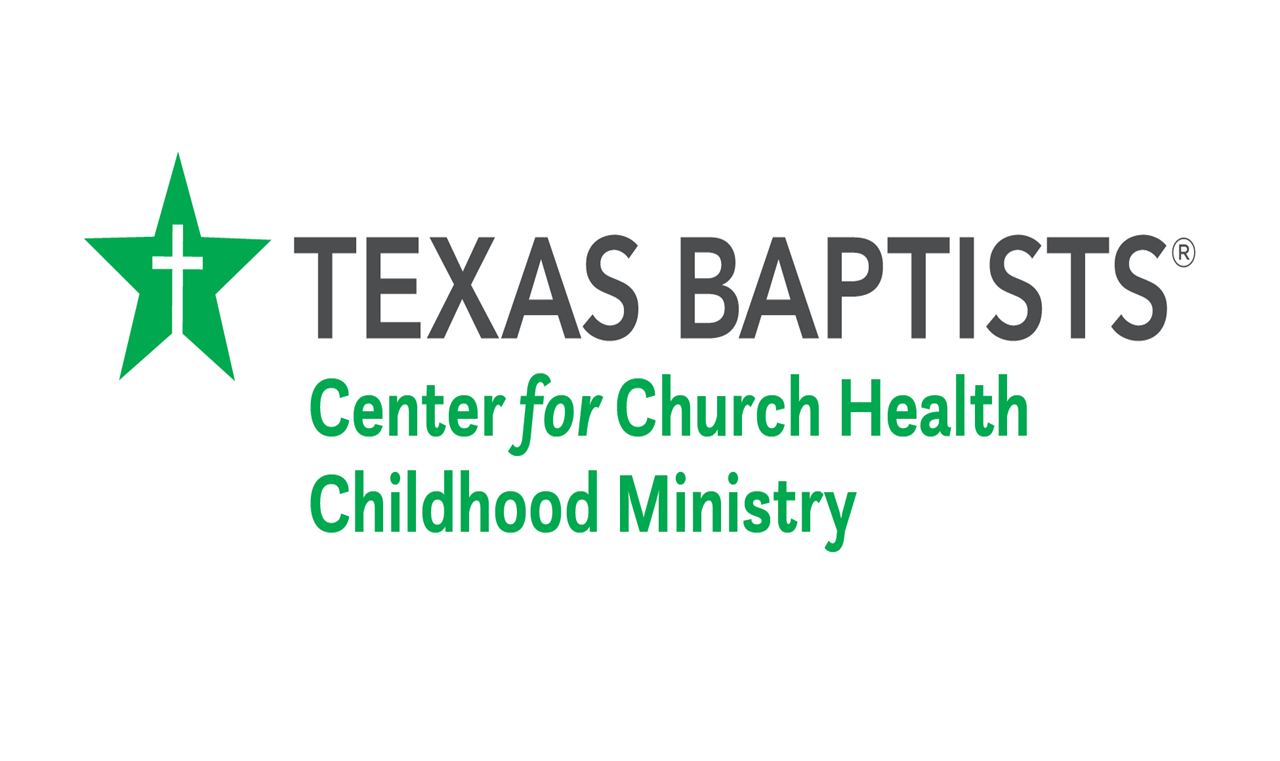 TEXAS BAPTISTS®
Center for Church Health
Childhood Ministry